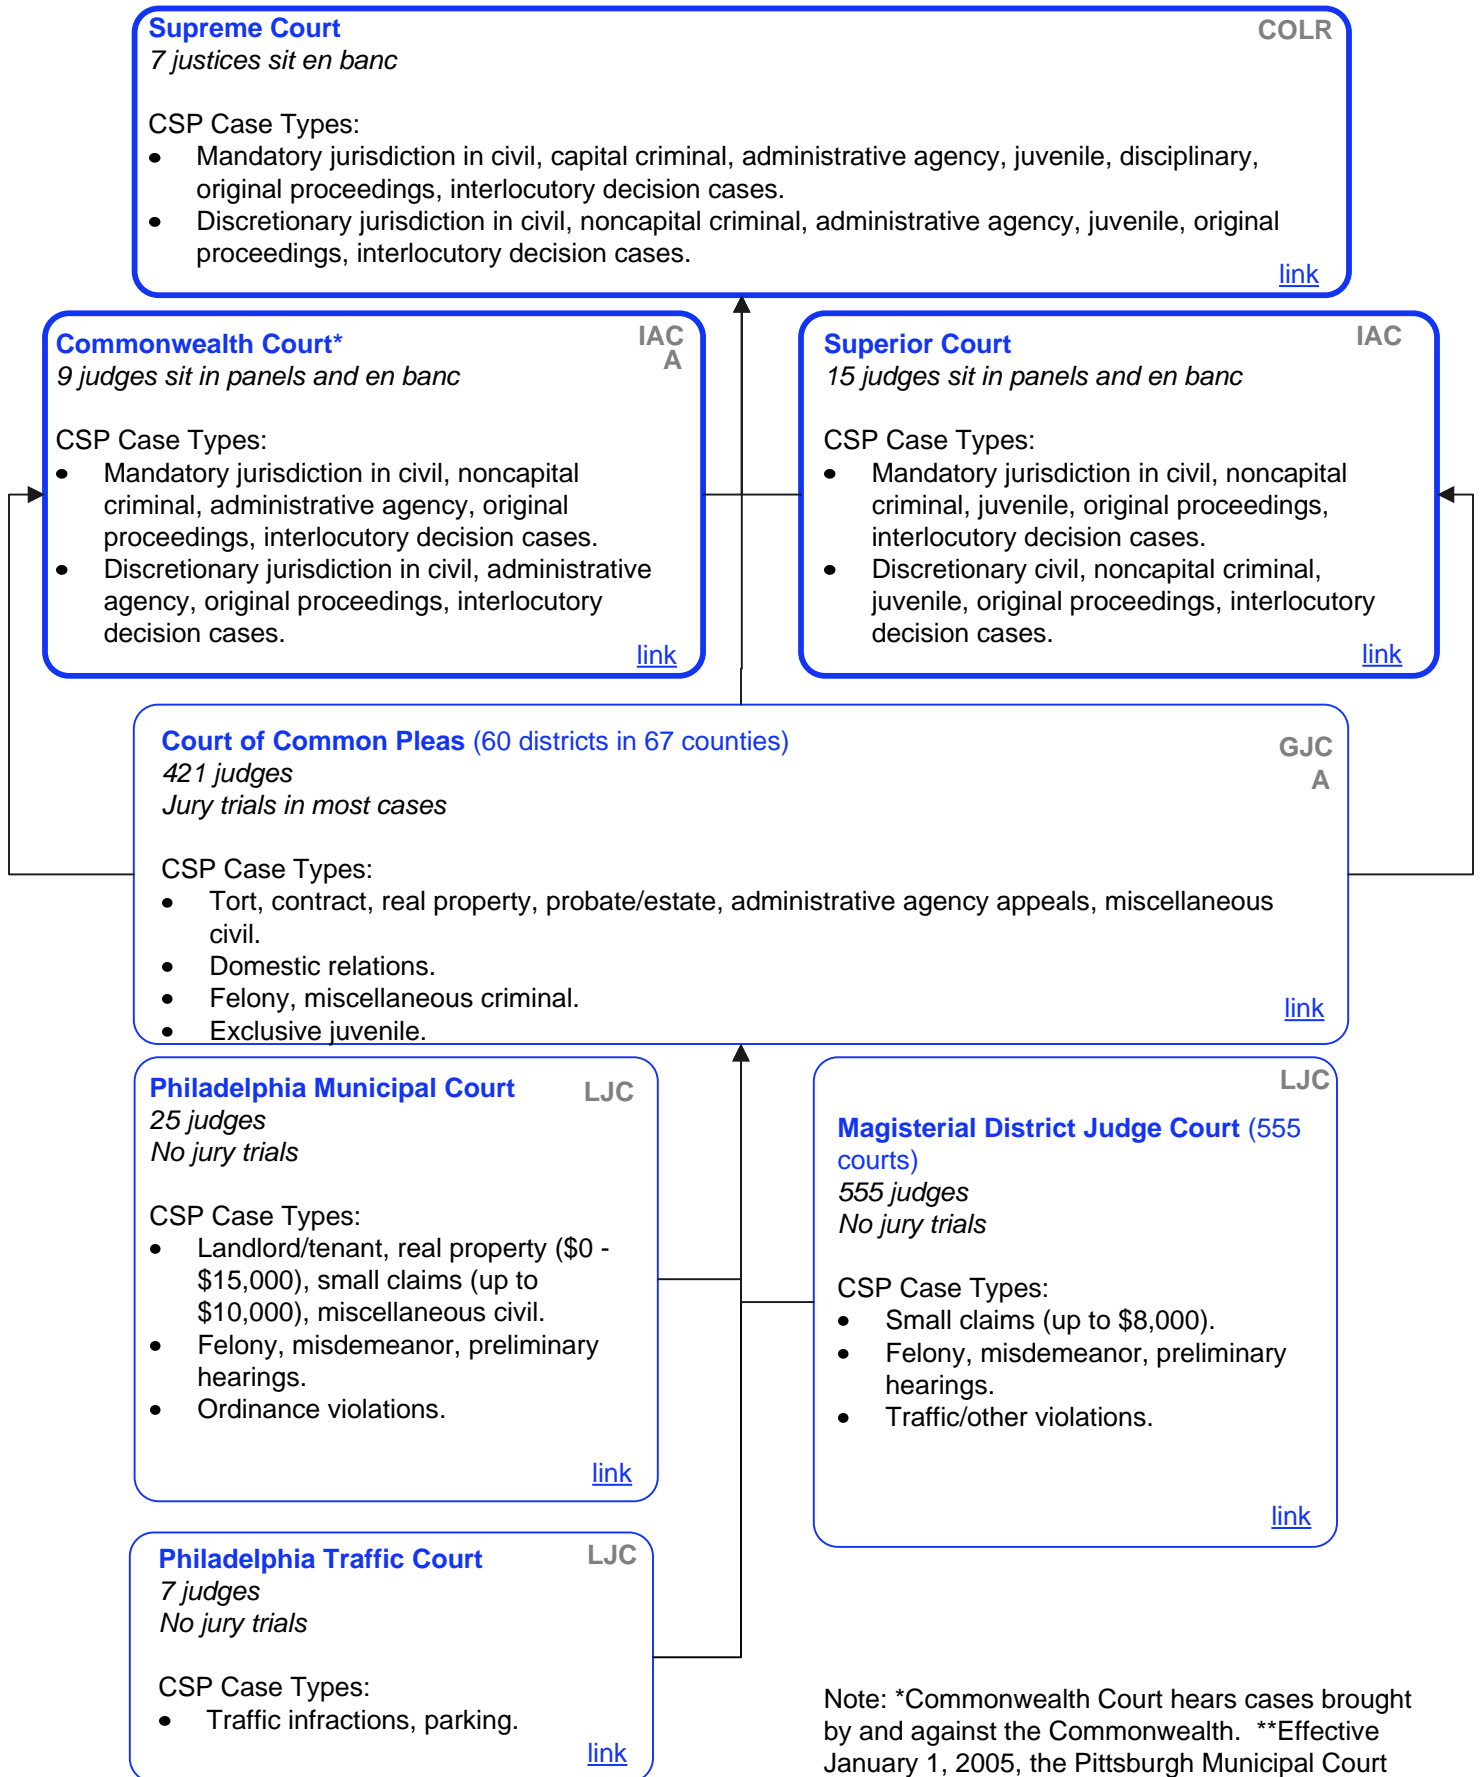 Supreme Court
COLR
7 justices sit en banc
CSP Case Types:
• Mandatory jurisdiction in civil, capital criminal, administrative agency, juvenile, disciplinary,
original proceedings, interlocutory decision cases.
• Discretionary jurisdiction in civil, noncapital criminal, administrative agency, juvenile, original
proceedings, interlocutory decision cases.
link
Commonwealth Court*
IAC
A
9 judges sit in panels and en banc
CSP Case Types:
• Mandatory jurisdiction in civil, noncapital
criminal, administrative agency, original
proceedings, interlocutory decision cases.
• Discretionary jurisdiction in civil, administrative
agency, original proceedings, interlocutory
decision cases.
link
Superior Court
IAC
15 judges sit in panels and en banc
CSP Case Types:
• Mandatory jurisdiction in civil, noncapital
criminal, juvenile, original proceedings,
interlocutory decision cases.
• Discretionary civil, noncapital criminal,
juvenile, original proceedings, interlocutory
decision cases.
link
Court of Common Pleas (60 districts in 67 counties)
GJC
A
421 judges
Jury trials in most cases
CSP Case Types:
• Tort, contract, real property, probate/estate, administrative agency appeals, miscellaneous
civil.
• Domestic relations.
• Felony, miscellaneous criminal.
• Exclusive juvenile.
link
Philadelphia Municipal Court
LJC
25 judges
No jury trials
CSP Case Types:
• Landlord/tenant, real property ($0 -
$15,000), small claims (up to
$10,000), miscellaneous civil.
• Felony, misdemeanor, preliminary
hearings.
• Ordinance violations.
link
LJC
Magisterial District Judge Court (555
courts)
555 judges
No jury trials
CSP Case Types:
• Small claims (up to $8,000).
• Felony, misdemeanor, preliminary
hearings.
• Traffic/other violations.
link
Philadelphia Traffic Court
LJC
7 judges
No jury trials
CSP Case Types:
• Traffic infractions, parking.
link
Note: *Commonwealth Court hears cases brought
by and against the Commonwealth. **Effective
January 1, 2005, the Pittsburgh Municipal Court